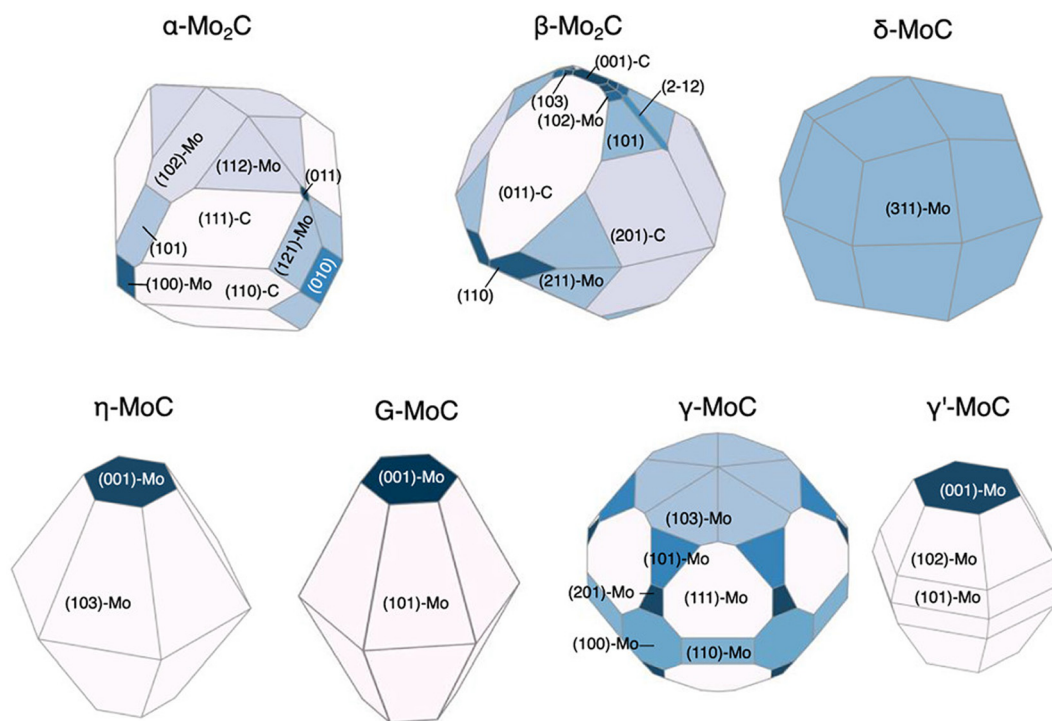 α-Mo₂C
β-Mo₂C
δ-MoC
(102)-Mo
(112)-Mo
(011)
(111)-C
(101)
(121)-Mo
(010)
(100)-Mo
(110)-C
(001)-C
(103)
(2-12)
(102)-Mo
(101)
(011)-C
(201)-C
(110)
(211)-Mo
(311)-Mo
η-MoC
G-MoC
γ-MoC
γ'-MoC
(001)-Mo
(103)-Mo
(001)-Mo
(101)-Mo
(103)-Mo
(101)-Mo
(201)-Mo
(111)-Mo
(100)-Mo
(110)-Mo
(001)-Mo
(102)-Mo
(101)-Mo